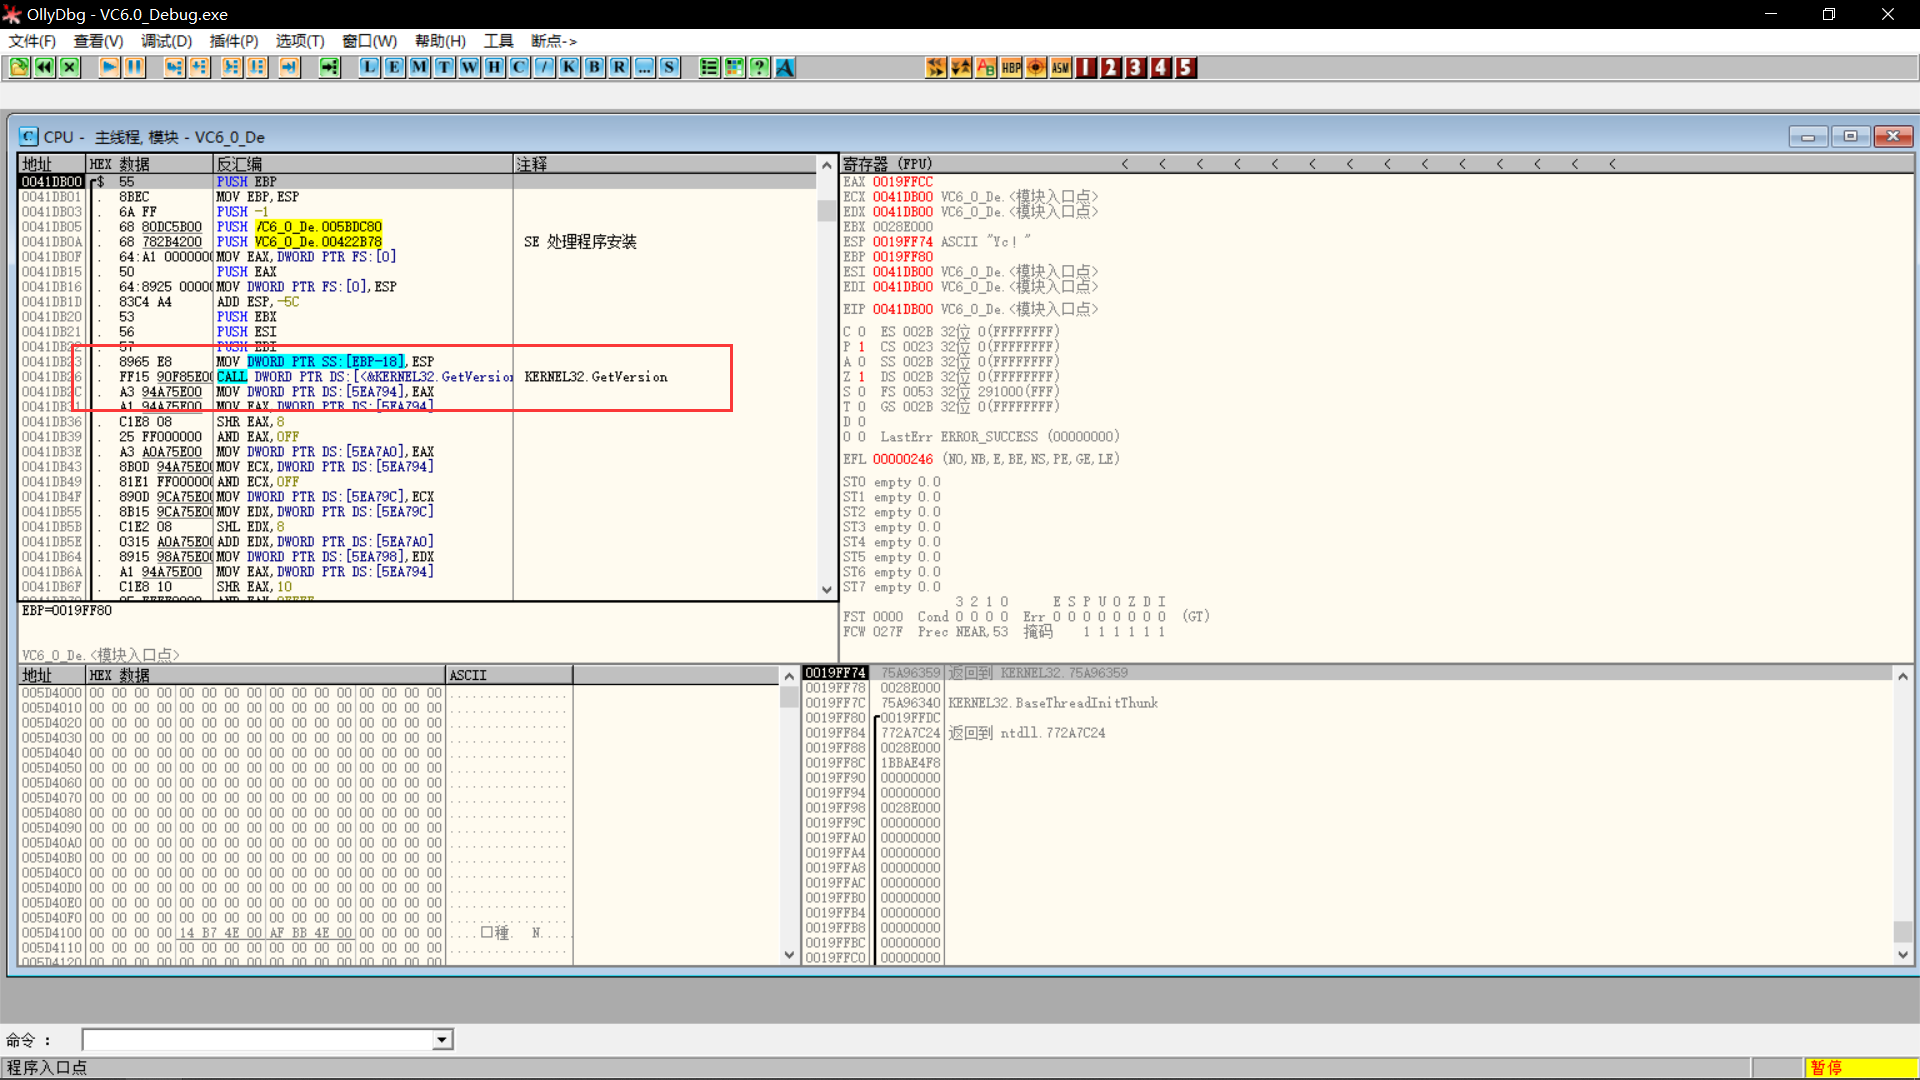 OllyDbg - VC6.0_Debug.exe
文件(F) 查看(V) 调试(D) 插件(P) 选项(T) 窗口(W) 帮助(H) 工具 断点->
L E M T W H C / K B R ... S ? A HBP ASM 1 2 3 4 5
CPU - 主线程, 模块 - VC6_0_De
地址 HEX 数据 反汇编 注释
0041DB00 $ 55 PUSH EBP
0041DB01 . 8BEC MOV EBP,ESP
0041DB03 . 6A FF PUSH -1
0041DB05 . 68 80DC5B00 PUSH VC6_0_De.005BDC80
0041DB0A . 68 782B4200 PUSH VC6_0_De.00422B78 SE 处理程序安装
0041DB0F . 64:A1 0000000 MOV EAX,DWORD PTR FS:[0]
0041DB15 . 50 PUSH EAX
0041DB16 . 64:8925 00000 MOV DWORD PTR FS:[0],ESP
0041DB1D . 83C4 A4 ADD ESP,-5C
0041DB20 . 53 PUSH EBX
0041DB21 . 56 PUSH ESI
0041DB22 . 57 PUSH EDI
0041DB23 . 8965 E8 MOV DWORD PTR SS:[EBP-18],ESP
0041DB26 . FF15 90F85E00 CALL DWORD PTR DS:[<&KERNEL32.GetVersion KERNEL32.GetVersion
0041DB2C . A3 94A75E00 MOV DWORD PTR DS:[5EA794],EAX
0041DB31 . A1 94A75E00 MOV EAX,DWORD PTR DS:[5EA794]
0041DB36 . C1E8 08 SHR EAX,8
0041DB39 . 25 FF000000 AND EAX,0FF
0041DB3E . A3 A0A75E00 MOV DWORD PTR DS:[5EA7A0],EAX
0041DB43 . 8B0D 94A75E00 MOV ECX,DWORD PTR DS:[5EA794]
0041DB49 . 81E1 FF000000 AND ECX,0FF
0041DB4F . 890D 9CA75E00 MOV DWORD PTR DS:[5EA79C],ECX
0041DB55 . 8B15 9CA75E00 MOV EDX,DWORD PTR DS:[5EA79C]
0041DB5B . C1E2 08 SHL EDX,8
0041DB5E . 0315 A0A75E00 ADD EDX,DWORD PTR DS:[5EA7A0]
0041DB64 . 8915 98A75E00 MOV DWORD PTR DS:[5EA798],EDX
0041DB6A . A1 94A75E00 MOV EAX,DWORD PTR DS:[5EA794]
0041DB6F . C1E8 10 SHR EAX,10
EBP=0019FF80
VC6_0_De.<模块入口点>
寄存器 (FPU) < < < < < < < < < < < < < <
EAX 0019FFCC
ECX 0041DB00 VC6_0_De.<模块入口点>
EDX 0041DB00 VC6_0_De.<模块入口点>
EBX 0028E000
ESP 0019FF74 ASCII "Yc!"
EBP 0019FF80
ESI 0041DB00 VC6_0_De.<模块入口点>
EDI 0041DB00 VC6_0_De.<模块入口点>
EIP 0041DB00 VC6_0_De.<模块入口点>
C 0 ES 002B 32位 0(FFFFFFFF)
P 1 CS 0023 32位 0(FFFFFFFF)
A 0 SS 002B 32位 0(FFFFFFFF)
Z 1 DS 002B 32位 0(FFFFFFFF)
S 0 FS 0053 32位 291000(FFF)
T 0 GS 002B 32位 0(FFFFFFFF)
D 0
O 0 LastErr ERROR_SUCCESS (00000000)
EFL 00000246 (NO,NB,E,BE,NS,PE,GE,LE)
ST0 empty 0.0
ST1 empty 0.0
ST2 empty 0.0
ST3 empty 0.0
ST4 empty 0.0
ST5 empty 0.0
ST6 empty 0.0
ST7 empty 0.0
3 2 1 0 E S P U O Z D I
FST 0000 Cond 0 0 0 0 Err 0 0 0 0 0 0 0 0 (GT)
FCW 027F Prec NEAR,53 掩码 1 1 1 1 1 1
地址 HEX 数据 ASCII
005D4000 00 00 00 00 00 00 00 00 00 00 00 00 00 00 00 00 ................
005D4010 00 00 00 00 00 00 00 00 00 00 00 00 00 00 00 00 ................
005D4020 00 00 00 00 00 00 00 00 00 00 00 00 00 00 00 00 ................
005D4030 00 00 00 00 00 00 00 00 00 00 00 00 00 00 00 00 ................
005D4040 00 00 00 00 00 00 00 00 00 00 00 00 00 00 00 00 ................
005D4050 00 00 00 00 00 00 00 00 00 00 00 00 00 00 00 00 ................
005D4060 00 00 00 00 00 00 00 00 00 00 00 00 00 00 00 00 ................
005D4070 00 00 00 00 00 00 00 00 00 00 00 00 00 00 00 00 ................
005D4080 00 00 00 00 00 00 00 00 00 00 00 00 00 00 00 00 ................
005D4090 00 00 00 00 00 00 00 00 00 00 00 00 00 00 00 00 ................
005D40A0 00 00 00 00 00 00 00 00 00 00 00 00 00 00 00 00 ................
005D40B0 00 00 00 00 00 00 00 00 00 00 00 00 00 00 00 00 ................
005D40C0 00 00 00 00 00 00 00 00 00 00 00 00 00 00 00 00 ................
005D40D0 00 00 00 00 00 00 00 00 00 00 00 00 00 00 00 00 ................
005D40E0 00 00 00 00 00 00 00 00 00 00 00 00 00 00 00 00 ................
005D40F0 00 00 00 00 00 00 00 00 00 00 00 00 00 00 00 00 ................
005D4100 00 00 00 00 14 B7 4E 00 AF BB 4E 00 00 00 00 00 N.....
005D4110 00 00 00 00 00 00 00 00 00 00 00 00 00 00 00 00 ................
005D4120 00 00 00 00 00 00 00 00 00 00 00 00 00 00 00 00
0019FF74 75A96359 返回到 KERNEL32.75A96359
0019FF78 0028E000
0019FF7C 75A96340 KERNEL32.BaseThreadInitThunk
0019FF80 0019FFDC
0019FF84 772A7C24 返回到 ntdll.772A7C24
0019FF88 0028E000
0019FF8C 1BBAE4F8
0019FF90 00000000
0019FF94 00000000
0019FF98 0028E000
0019FF9C 00000000
0019FFA0 00000000
0019FFA4 00000000
0019FFA8 00000000
0019FFAC 00000000
0019FFB0 00000000
0019FFB4 00000000
0019FFB8 00000000
0019FFBC 00000000
0019FFC0 00000000
命令 :
程序入口点 暂停